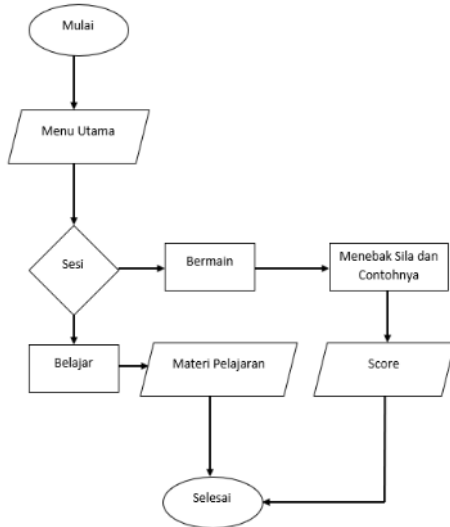 Mulai
Menu Utama
Sesi
Bermain
Menebak Sila dan
Contohnya
Belajar
Materi Pelajaran
Score
Selesai